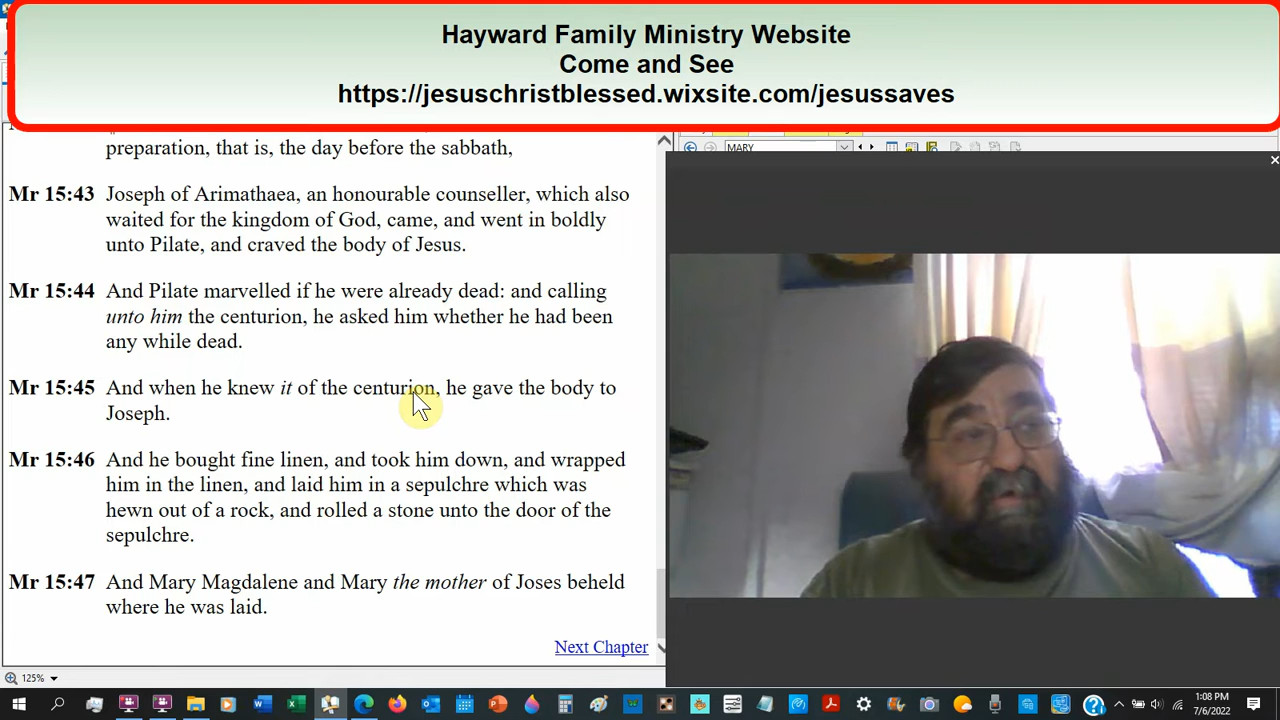 Hayward Family Ministry Website
Come and See
https://jesuschristblessed.wixsite.com/jesussaves
preparation, that is, the day before the sabbath,
MARY
Mr 15:43 Joseph of Arimathaea, an honourable counseller, which also
waited for the kingdom of God, came, and went in boldly
unto Pilate, and craved the body of Jesus.
Mr 15:44 And Pilate marvelled if he were already dead: and calling
unto him the centurion, he asked him whether he had been
any while dead.
Mr 15:45 And when he knew it of the centurion, he gave the body to
Joseph.
Mr 15:46 And he bought fine linen, and took him down, and wrapped
him in the linen, and laid him in a sepulchre which was
hewn out of a rock, and rolled a stone unto the door of the
sepulchre.
Mr 15:47 And Mary Magdalene and Mary the mother of Joses beheld
where he was laid.
Next Chapter
125%
1:08 PM
7/6/2022